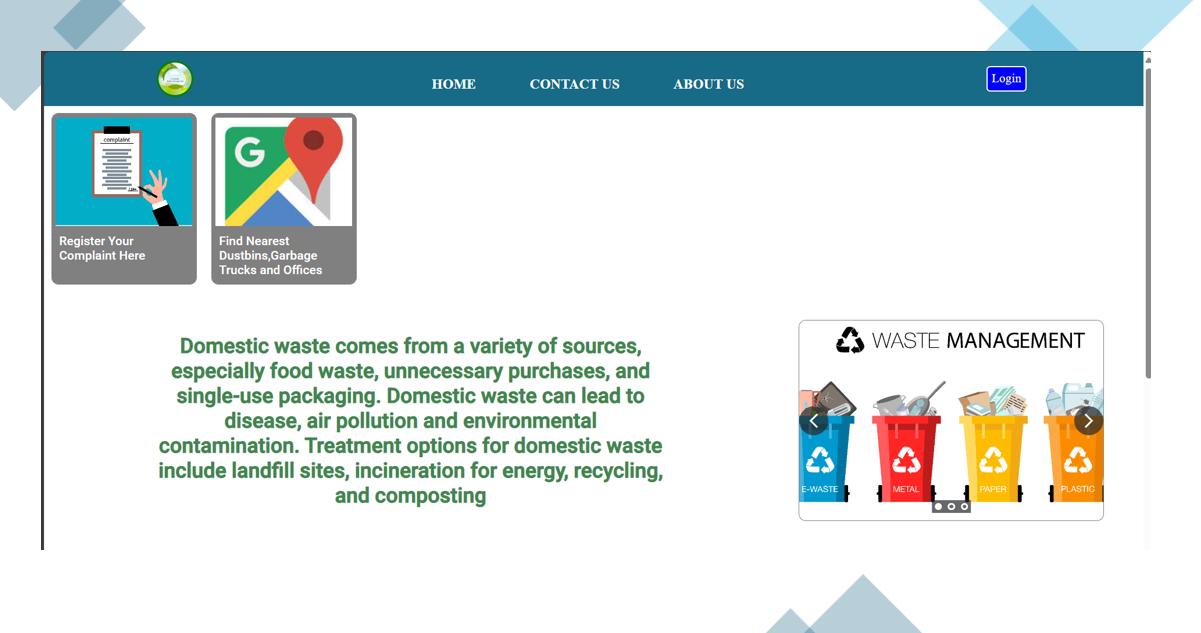 HOME
CONTACT US
ABOUT US
Login
complaint
Register Your
Complaint Here
Find Nearest
Dustbins,Garbage
Trucks and Offices
Domestic waste comes from a variety of sources,
especially food waste, unnecessary purchases, and
single-use packaging. Domestic waste can lead to
disease, air pollution and environmental
contamination. Treatment options for domestic waste
include landfill sites, incineration for energy, recycling,
and composting
WASTE MANAGEMENT
E-WASTE
METAL
PAPER
PLASTIC